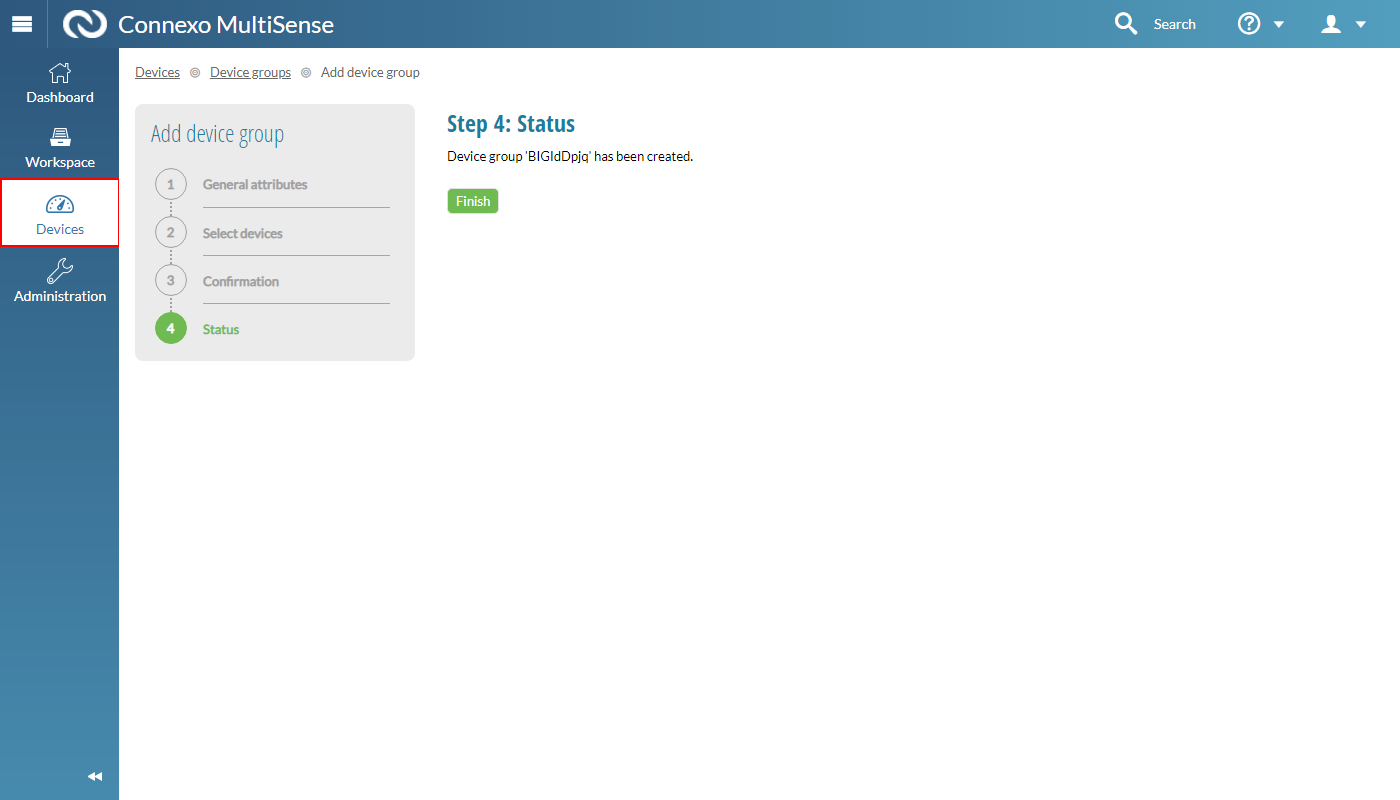 Connexo MultiSense
Search
Dashboard
Workspace
Devices
Administration
Devices
Device groups
Add device group
Add device group
1
General attributes
2
Select devices
3
Confirmation
4
Status
Step 4: Status
Device group 'BIGIdDpjq' has been created.
Finish